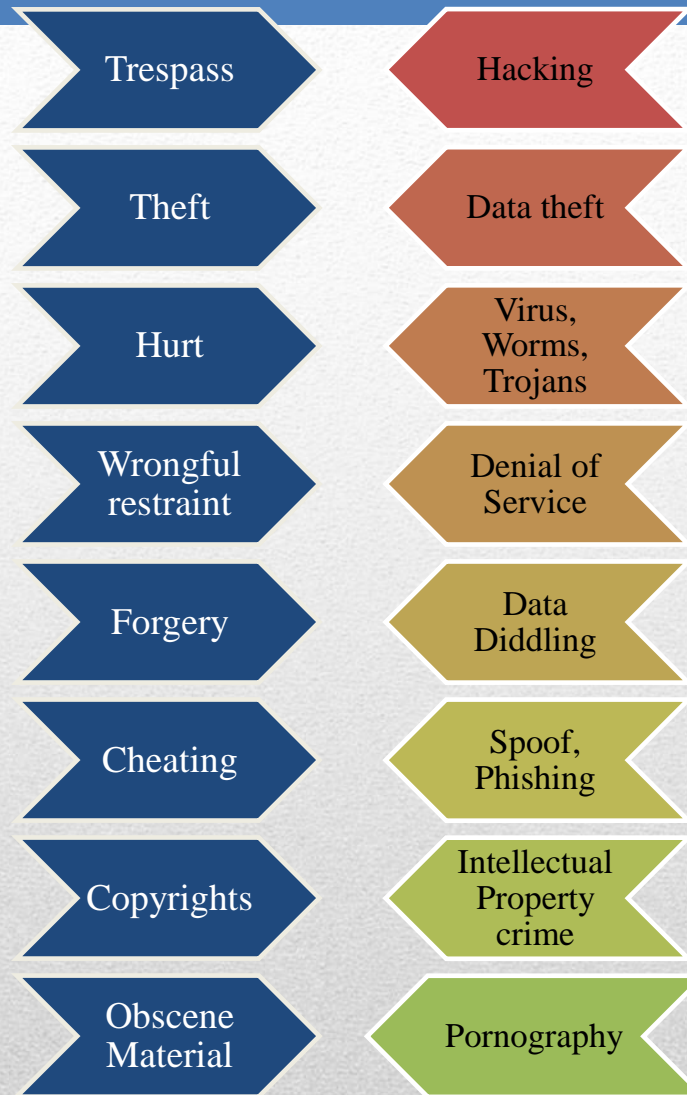 Trespass
Hacking
Theft
Data theft
Hurt
Virus,
Worms,
Trojans
Wrongful
restraint
Denial of
Service
Forgery
Data
Diddling
Cheating
Spoof,
Phishing
Copyrights
Intellectual
Property
crime
Obscene
Material
Pornography